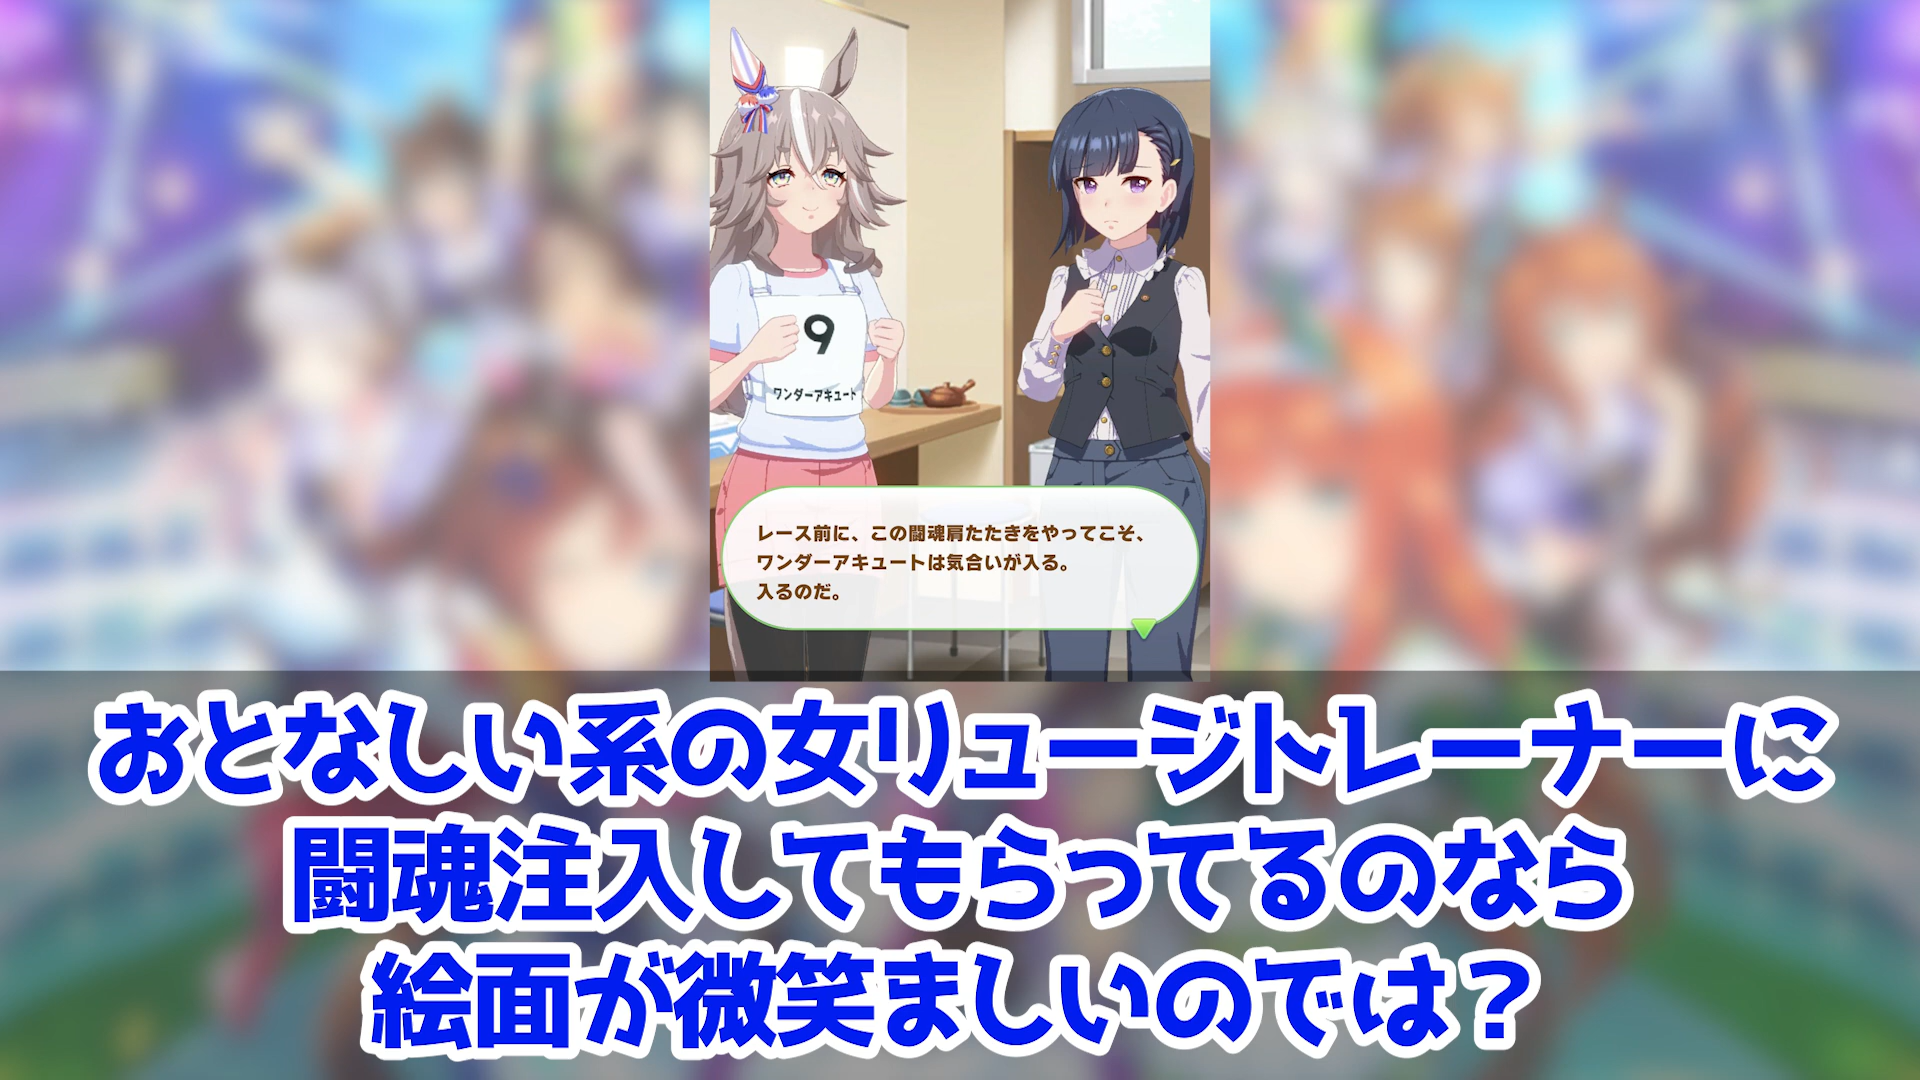 9
ワンダーアキュート
レース前に、この闘魂肩たたきをやってこそ、
ワンダーアキュートは気合いが入る。
入るのだ。
おとなしい系の女リュージトレーナーに
闘魂注入してもらってるのなら
絵面が微笑ましいのでは？